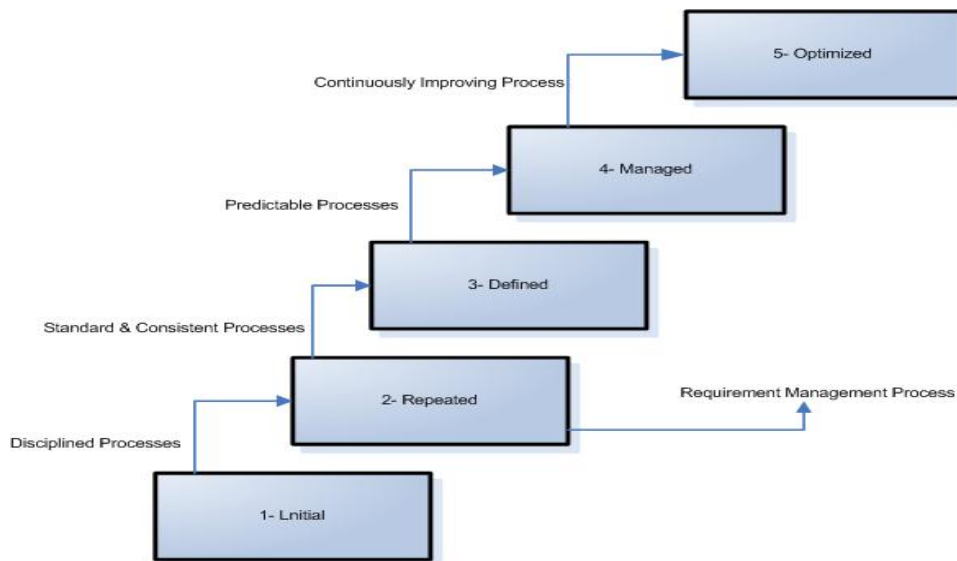 5- Optimized
Continuously Improving Process
4- Managed
Predictable Processes
3- Defined
Standard & Consistent Processes
2- Repeated
Requirement Management Process
Disciplined Processes
1- Lnitial